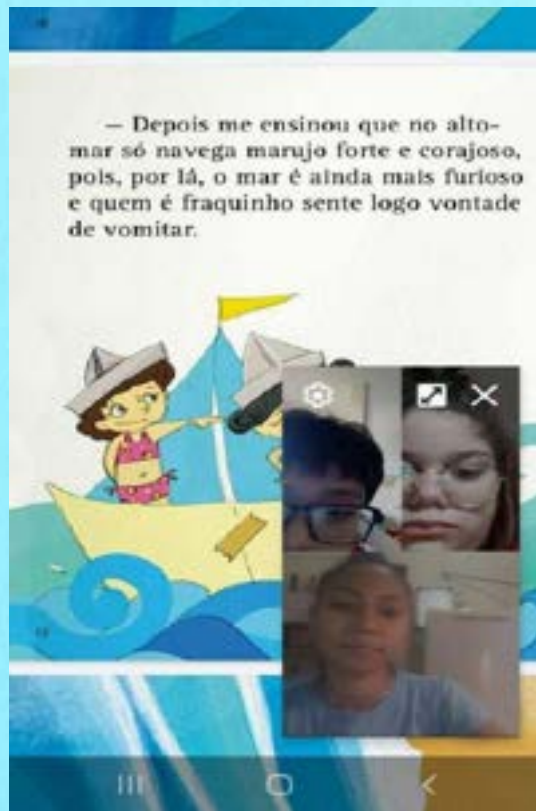 — Depois me ensinou que no alto-
mar só navega marujo forte e corajoso,
pois, por lá, o mar é ainda mais furioso
e quem é fraquinho sente logo vontade
de vomitar.